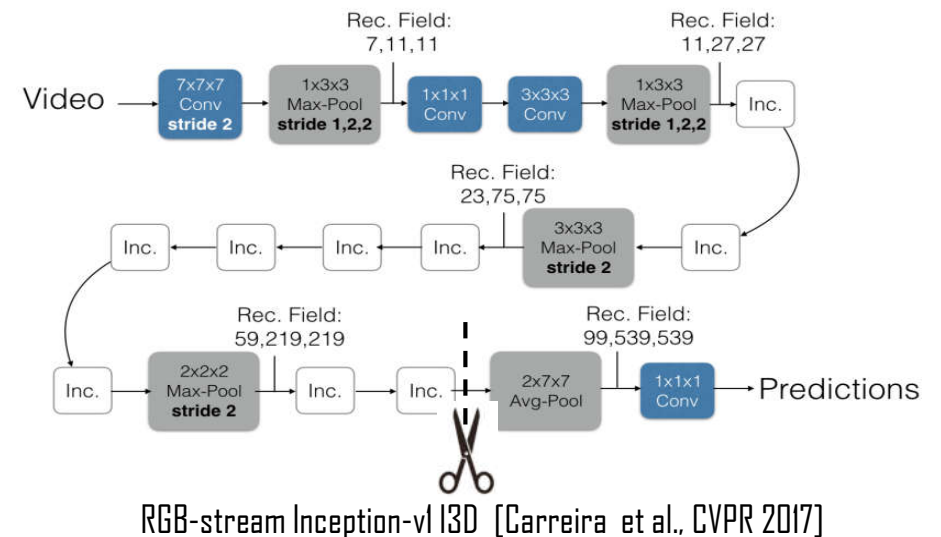 Rec. Field:
7,11,11
Rec. Field:
11,27,27
Video
7x7x7
Conv
stride 2
1x3x3
Max-Pool
stride 1,2,2
1x1x1
Conv
3x3x3
Conv
1x3x3
Max-Pool
stride 1,2,2
Inc.
Rec. Field:
23,75,75
Inc.
Inc.
Inc.
Inc.
3x3x3
Max-Pool
stride 2
Inc.
Rec. Field:
59,219,219
Rec. Field:
99,539,539
Inc.
2x2x2
Max-Pool
stride 2
Inc.
Inc.
2x7x7
Avg-Pool
1x1x1
Conv
Predictions
RGB-stream Inception-v1 I3D [Carreira et al., CVPR 2017]